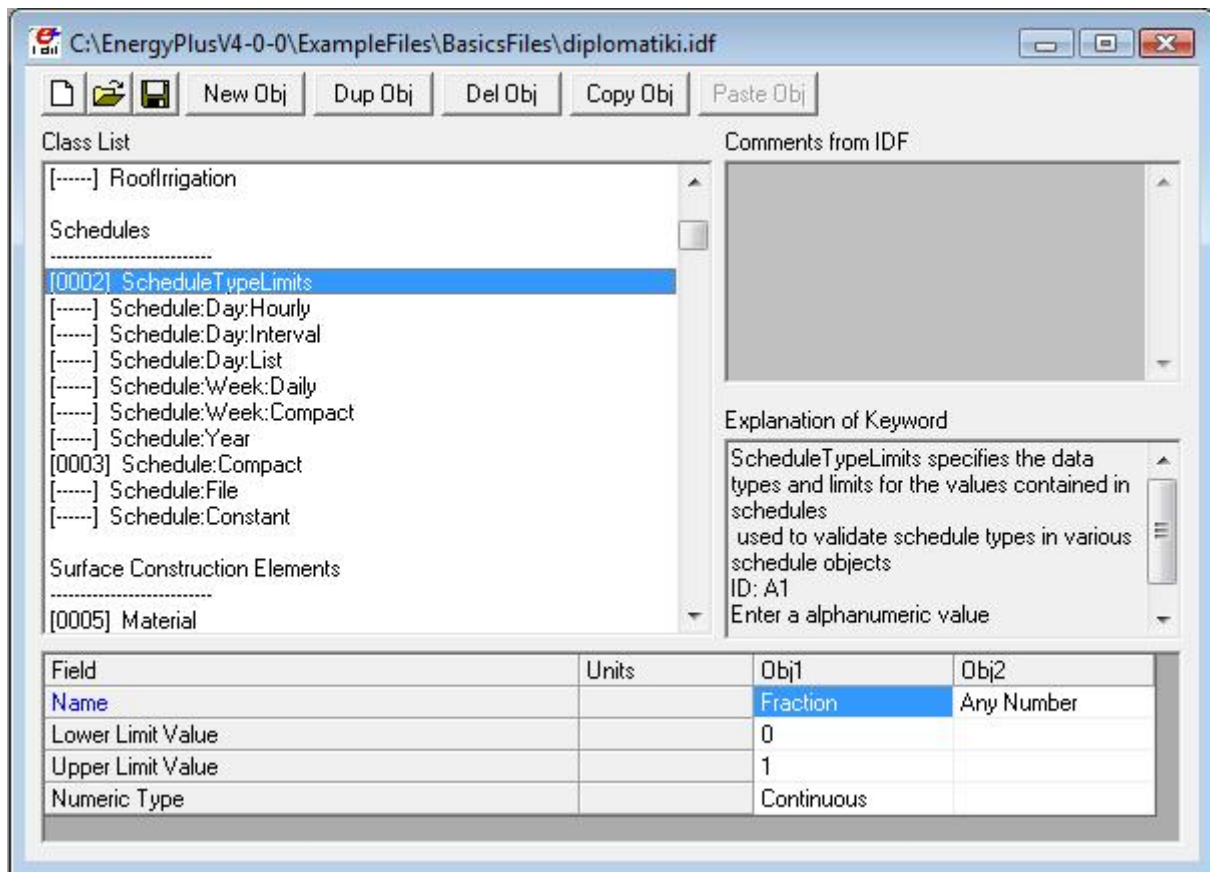 C:\EnergyPlusV4-0-0\ExampleFiles\BasicsFiles\diplomatiki.idf
New Obj Dup Obj Del Obj Copy Obj Paste Obj
Class List
[------] RoofIrrigation
Schedules
---------------------------
[0002] ScheduleTypeLimits
[------] Schedule:Day:Hourly
[------] Schedule:Day:Interval
[------] Schedule:Day:List
[------] Schedule:Week:Daily
[------] Schedule:Week:Compact
[------] Schedule:Year
[0003] Schedule:Compact
[------] Schedule:File
[------] Schedule:Constant
Surface Construction Elements
---------------------------
[0005] Material
Comments from IDF
Explanation of Keyword
ScheduleTypeLimits specifies the data
types and limits for the values contained in
schedules
used to validate schedule types in various
schedule objects
ID: A1
Enter a alphanumeric value
Field Units Obj1 Obj2
Name Fraction Any Number
Lower Limit Value 0
Upper Limit Value 1
Numeric Type Continuous